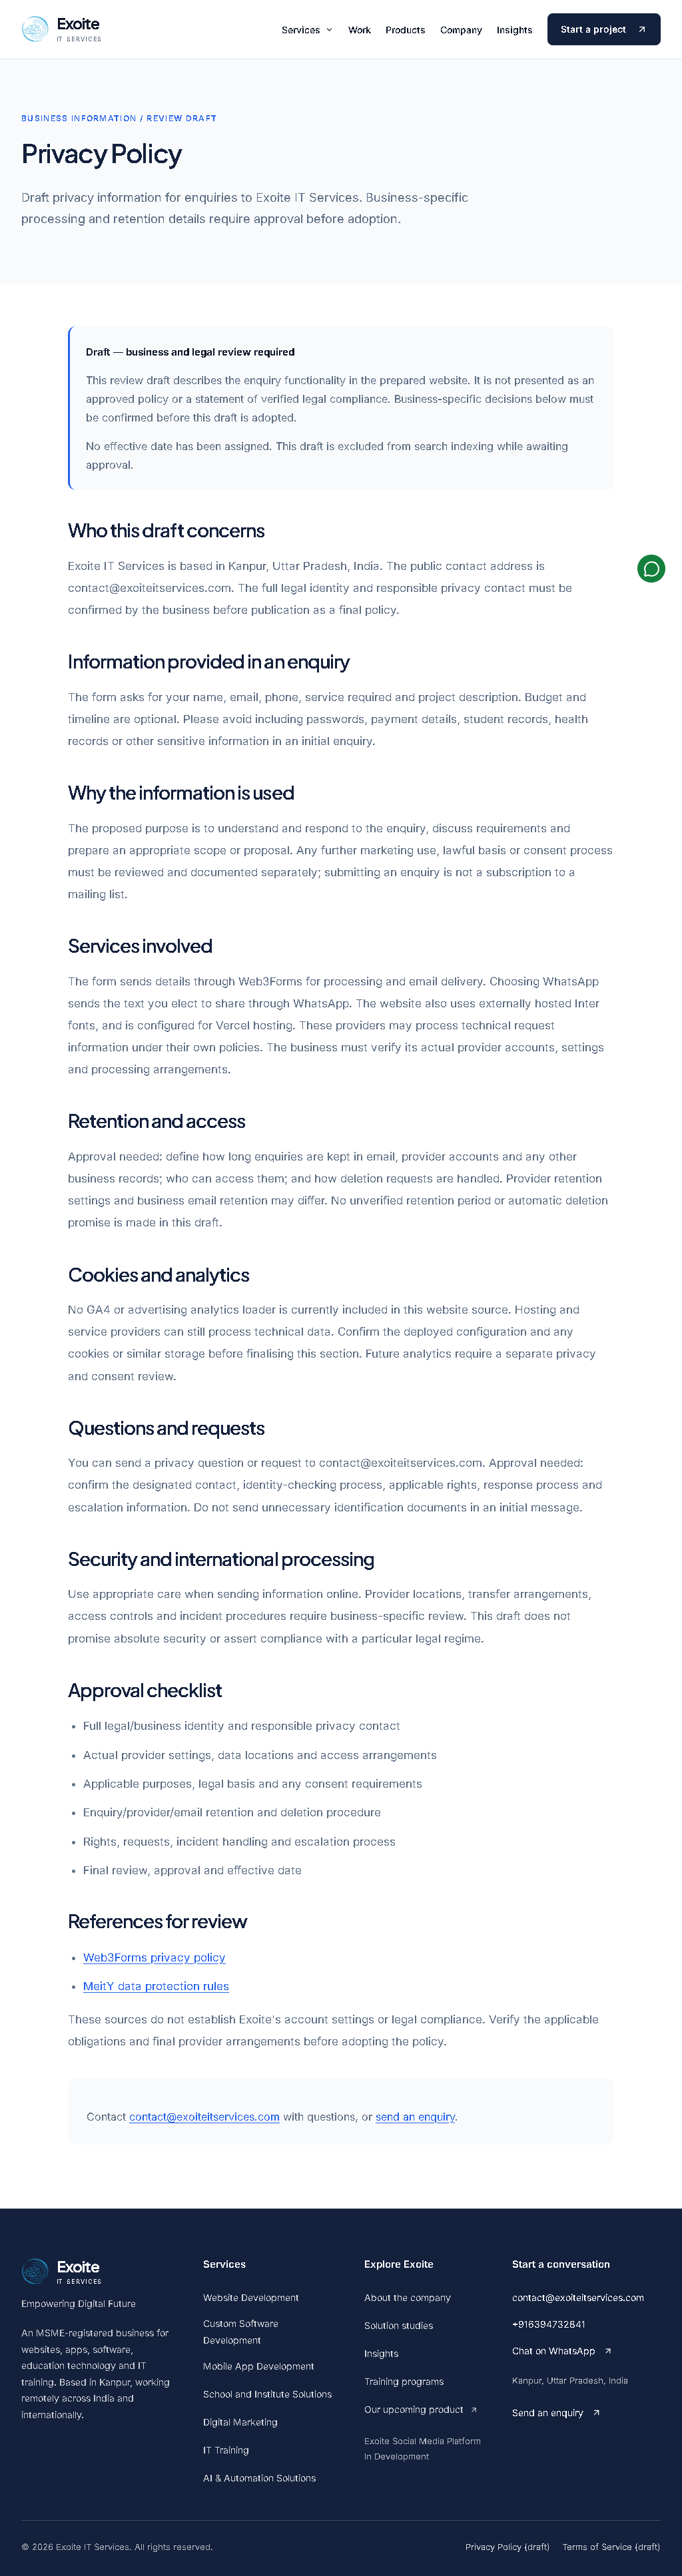 Exoite
IT SERVICES
Services
Work
Products
Company
Insights
Start a project
BUSINESS INFORMATION / REVIEW DRAFT
Privacy Policy
Draft privacy information for enquiries to Exoite IT Services. Business-specific
processing and retention details require approval before adoption.
Draft — business and legal review required
This review draft describes the enquiry functionality in the prepared website. It is not presented as an
approved policy or a statement of verified legal compliance. Business-specific decisions below must
be confirmed before this draft is adopted.
No effective date has been assigned. This draft is excluded from search indexing while awaiting
approval.
Who this draft concerns
Exoite IT Services is based in Kanpur, Uttar Pradesh, India. The public contact address is
contact@exoiteitservices.com. The full legal identity and responsible privacy contact must be
confirmed by the business before publication as a final policy.
Information provided in an enquiry
The form asks for your name, email, phone, service required and project description. Budget and
timeline are optional. Please avoid including passwords, payment details, student records, health
records or other sensitive information in an initial enquiry.
Why the information is used
The proposed purpose is to understand and respond to the enquiry, discuss requirements and
prepare an appropriate scope or proposal. Any further marketing use, lawful basis or consent process
must be reviewed and documented separately; submitting an enquiry is not a subscription to a
mailing list.
Services involved
The form sends details through Web3Forms for processing and email delivery. Choosing WhatsApp
sends the text you elect to share through WhatsApp. The website also uses externally hosted Inter
fonts, and is configured for Vercel hosting. These providers may process technical request
information under their own policies. The business must verify its actual provider accounts, settings
and processing arrangements.
Retention and access
Approval needed: define how long enquiries are kept in email, provider accounts and any other
business records; who can access them; and how deletion requests are handled. Provider retention
settings and business email retention may differ. No unverified retention period or automatic deletion
promise is made in this draft.
Cookies and analytics
No GA4 or advertising analytics loader is currently included in this website source. Hosting and
service providers can still process technical data. Confirm the deployed configuration and any
cookies or similar storage before finalising this section. Future analytics require a separate privacy
and consent review.
Questions and requests
You can send a privacy question or request to contact@exoiteitservices.com. Approval needed:
confirm the designated contact, identity-checking process, applicable rights, response process and
escalation information. Do not send unnecessary identification documents in an initial message.
Security and international processing
Use appropriate care when sending information online. Provider locations, transfer arrangements,
access controls and incident procedures require business-specific review. This draft does not
promise absolute security or assert compliance with a particular legal regime.
Approval checklist
• Full legal/business identity and responsible privacy contact
• Actual provider settings, data locations and access arrangements
• Applicable purposes, legal basis and any consent requirements
• Enquiry/provider/email retention and deletion procedure
• Rights, requests, incident handling and escalation process
• Final review, approval and effective date
References for review
• Web3Forms privacy policy
• MeitY data protection rules
These sources do not establish Exoite's account settings or legal compliance. Verify the applicable
obligations and final provider arrangements before adopting the policy.
Contact contact@exoiteitservices.com with questions, or send an enquiry.
Exoite
IT SERVICES
Empowering Digital Future
An MSME-registered business for
websites, apps, software,
education technology and IT
training. Based in Kanpur, working
remotely across India and
internationally.
Services
Website Development
Custom Software
Development
Mobile App Development
School and Institute Solutions
Digital Marketing
IT Training
AI & Automation Solutions
Explore Exoite
About the company
Solution studies
Insights
Training programs
Our upcoming product
Exoite Social Media Platform
In Development
Start a conversation
contact@exoiteitservices.com
+916394732841
Chat on WhatsApp
Kanpur, Uttar Pradesh, India
Send an enquiry
© 2026 Exoite IT Services. All rights reserved.
Privacy Policy (draft)
Terms of Service (draft)